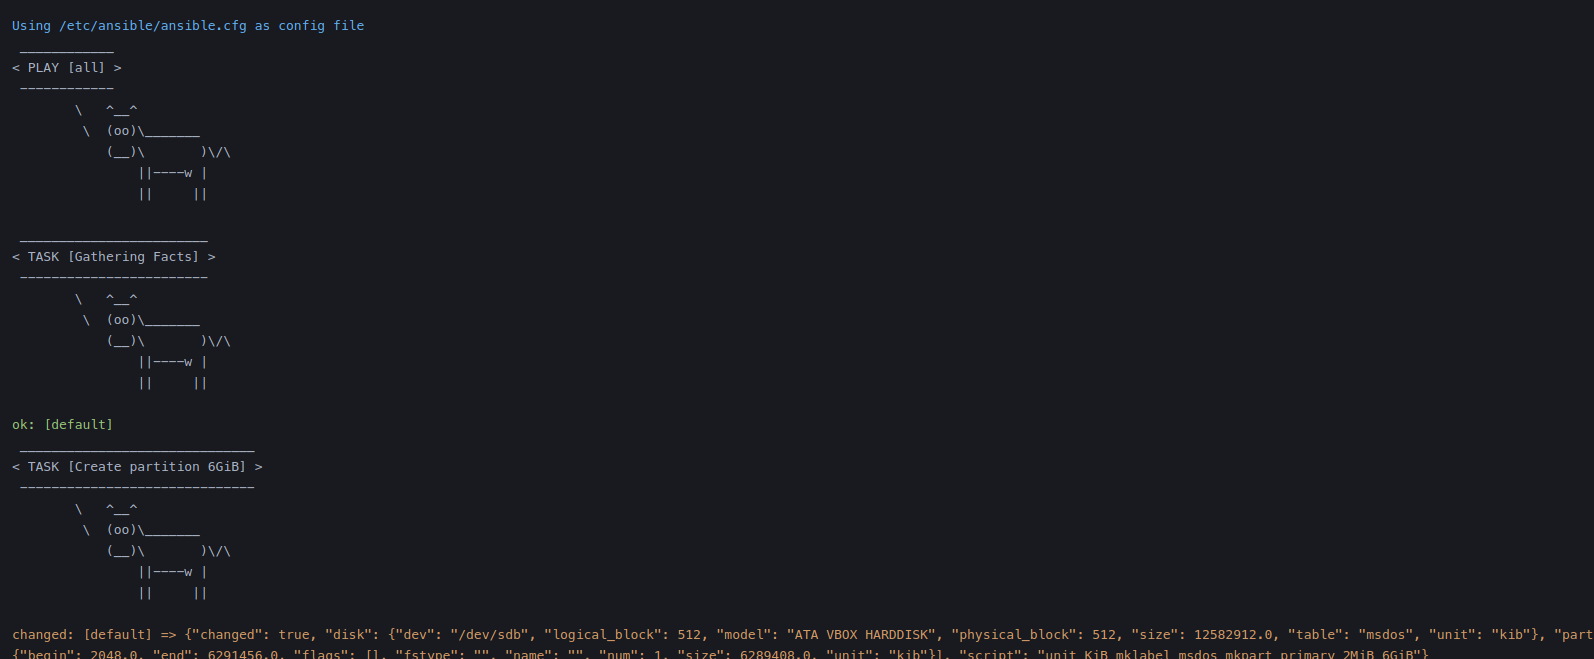 Using /etc/ansible/ansible.cfg as config file
 ____________
< PLAY [all] >
 ------------
        \   ^__^
         \  (oo)\_______
            (__)\       )\/\
                ||----w |
                ||     ||

 ________________________
< TASK [Gathering Facts] >
 ------------------------
        \   ^__^
         \  (oo)\_______
            (__)\       )\/\
                ||----w |
                ||     ||

ok: [default]
 ______________________________
< TASK [Create partition 6GiB] >
 ------------------------------
        \   ^__^
         \  (oo)\_______
            (__)\       )\/\
                ||----w |
                ||     ||

changed: [default] => {"changed": true, "disk": {"dev": "/dev/sdb", "logical_block": 512, "model": "ATA VBOX HARDDISK", "physical_block": 512, "size": 12582912.0, "table": "msdos", "unit": "kib"}, "part
{"begin": 2048.0, "end": 6291456.0, "flags": [], "fstype": "", "name": "", "num": 1, "size": 6289408.0, "unit": "kib"}], "script": "unit KiB mklabel msdos mkpart primary 2MiB 6GiB"}